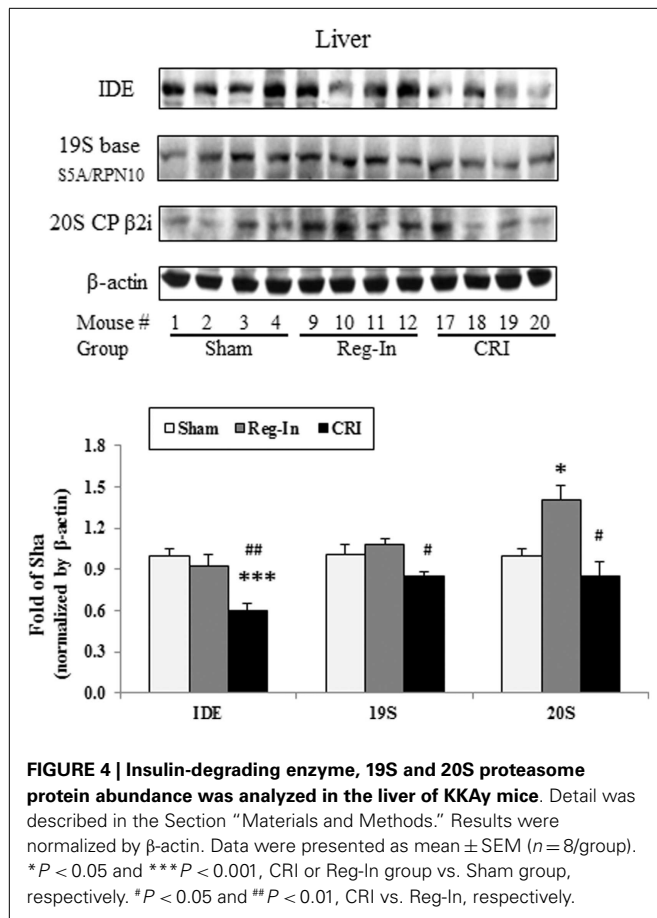 Liver
IDE
19S base
S5A/RPN10
20S CP β2i
β-actin
Mouse # 1 2 3 4 9 10 11 12 17 18 19 20
Group Sham Reg-In CRI
Sham Reg-In CRI
Fold of Sha
(normalized by β-actin)
1.8
1.5
1.2
0.9
0.6
0.3
0.0
##
***
#
*
#
IDE 19S 20S
FIGURE 4 | Insulin-degrading enzyme, 19S and 20S proteasome
protein abundance was analyzed in the liver of KKAy mice. Detail was
described in the Section “Materials and Methods.” Results were
normalized by β-actin. Data were presented as mean ± SEM (n = 8/group).
*P < 0.05 and ***P < 0.001, CRI or Reg-In group vs. Sham group,
respectively. #P < 0.05 and ##P < 0.01, CRI vs. Reg-In, respectively.